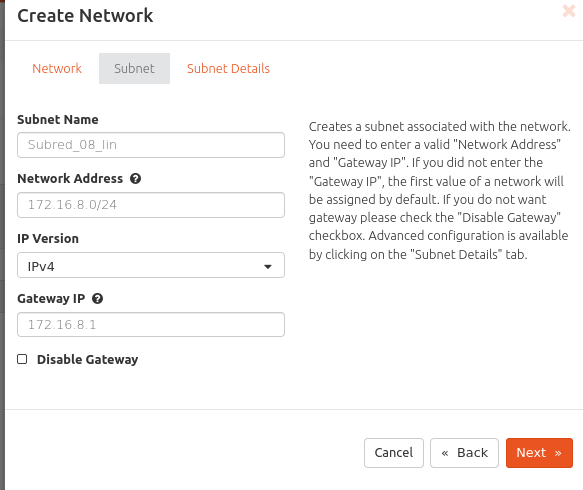 Create Network
×
Network
Subnet
Subnet Details
Subnet Name
Subred_08_lin
Network Address ?
172.16.8.0/24
IP Version
IPv4
Gateway IP ?
172.16.8.1
Disable Gateway
Creates a subnet associated with the network.
You need to enter a valid "Network Address"
and "Gateway IP". If you did not enter the
"Gateway IP", the first value of a network will
be assigned by default. If you do not want
gateway please check the "Disable Gateway"
checkbox. Advanced configuration is available
by clicking on the "Subnet Details" tab.
Cancel
« Back
Next »